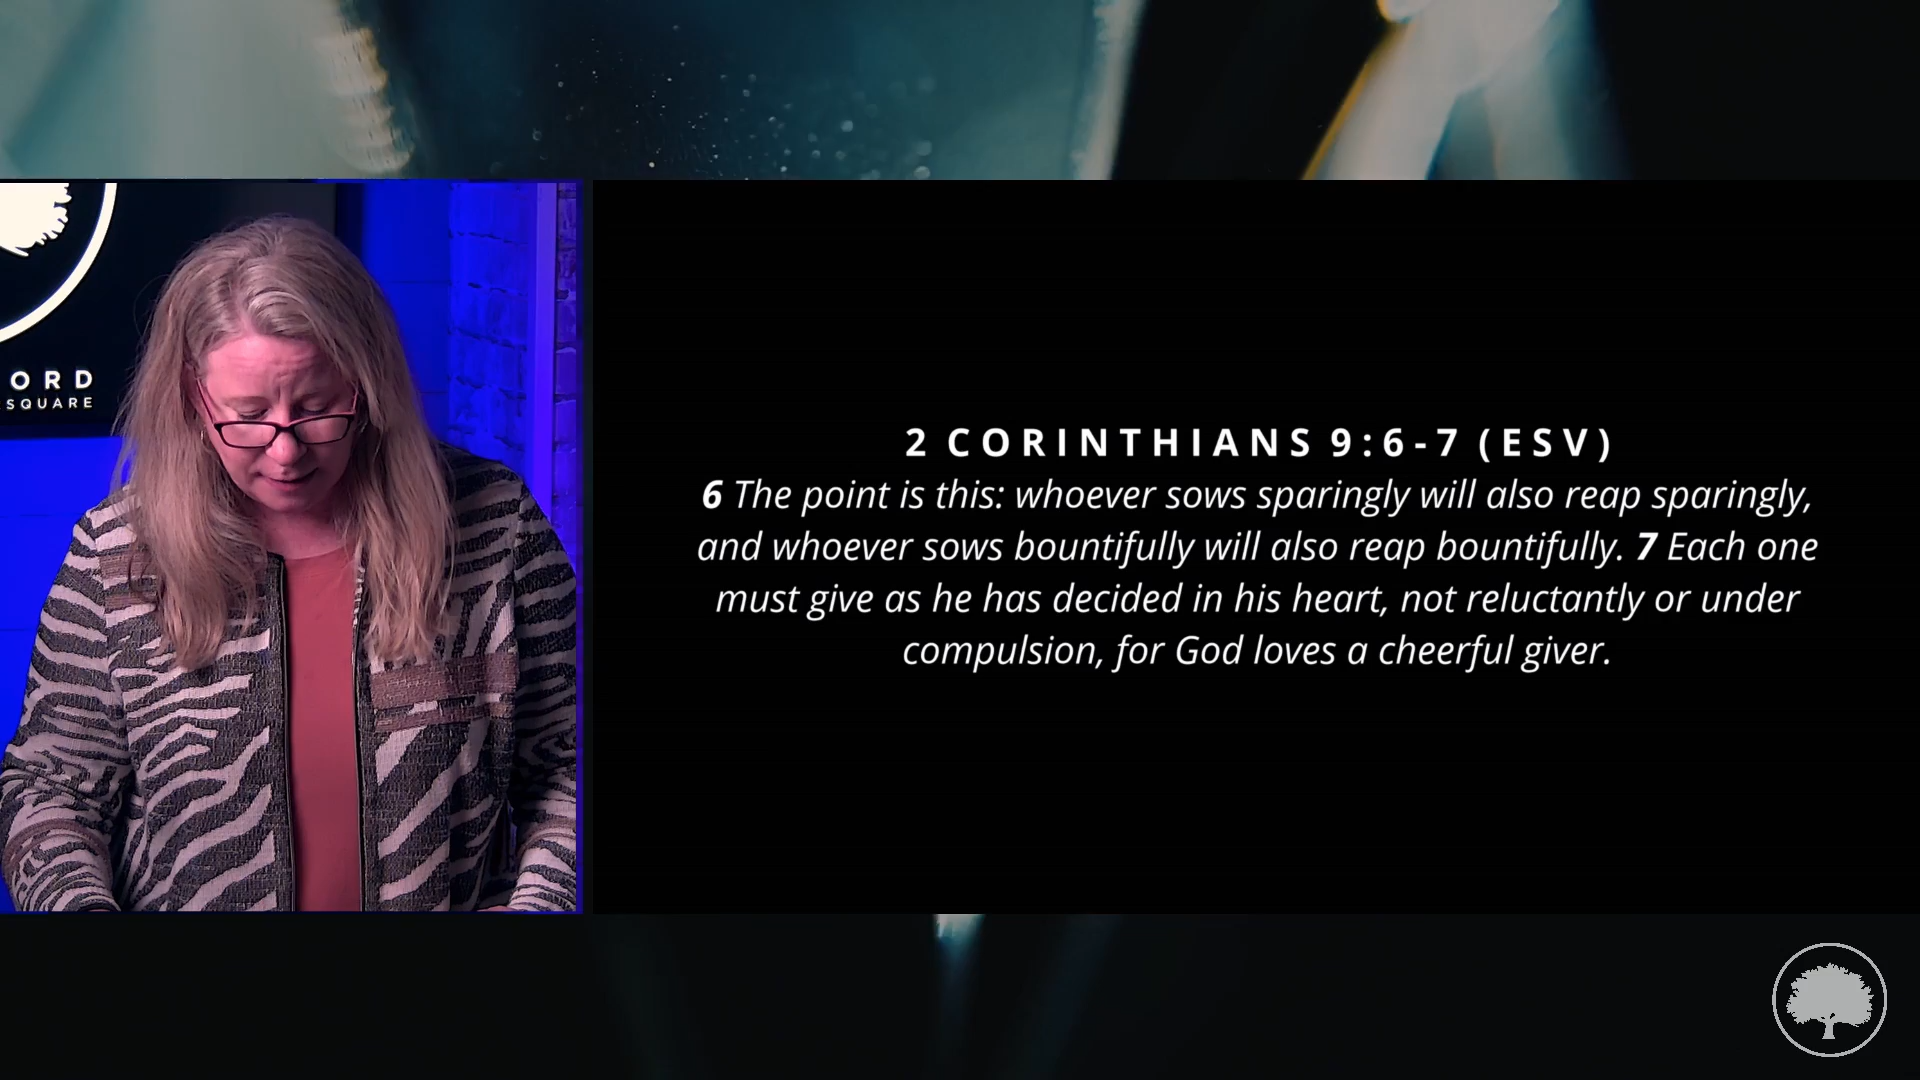 ORD
SQUARE
2 CORINTHIANS 9:6-7 (ESV)
6 The point is this: whoever sows sparingly will also reap sparingly,
and whoever sows bountifully will also reap bountifully. 7 Each one
must give as he has decided in his heart, not reluctantly or under
compulsion, for God loves a cheerful giver.